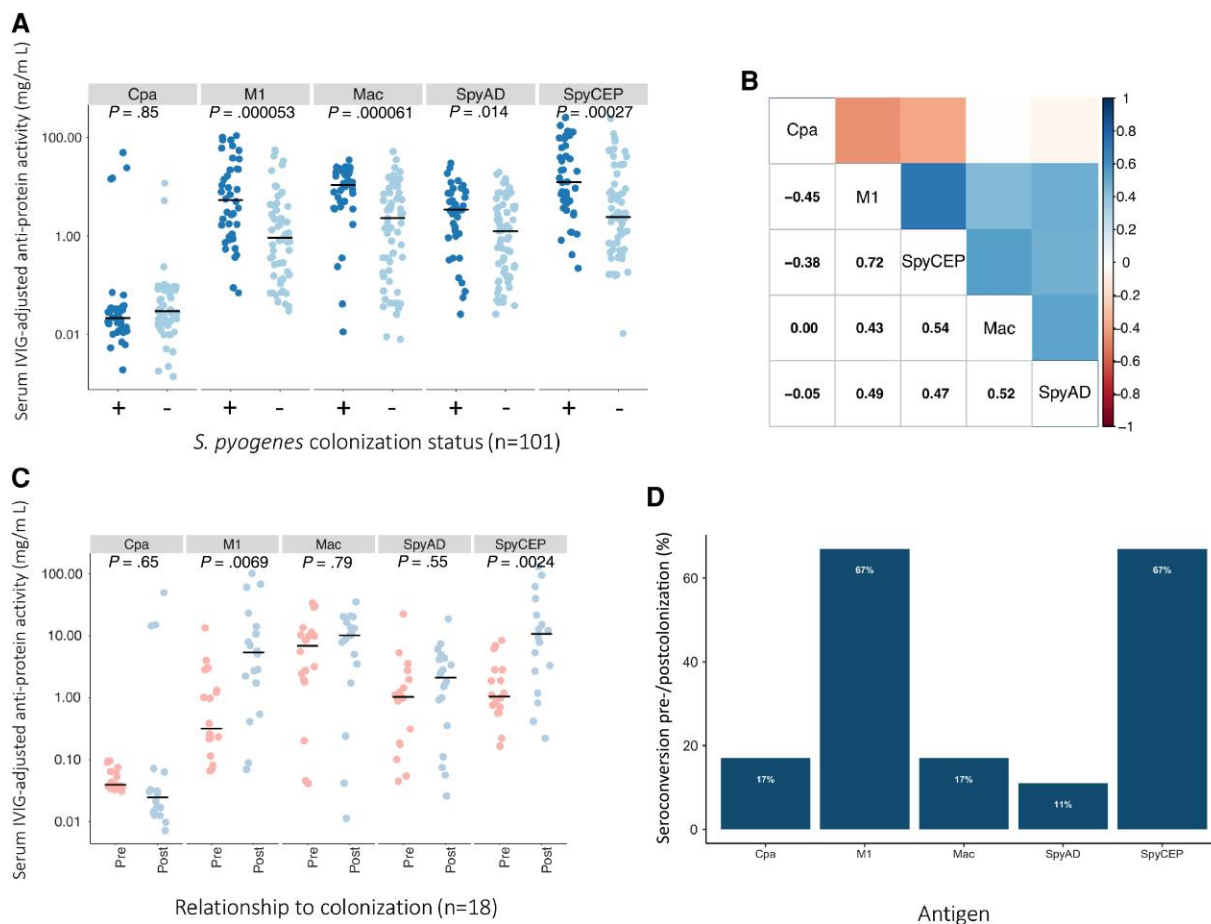 A
Serum IVIG-adjusted anti-protein activity (mg/m L)
Cpa M1 Mac SpyAD SpyCEP
P = .85 P = .000053 P = .000061 P = .014 P = .00027
100.00
1.00
0.01
+ - + - + - + - + -
S. pyogenes colonization status (n=101)
B
Cpa
-0.45 M1
-0.38 0.72 SpyCEP
0.00 0.43 0.54 Mac
-0.05 0.49 0.47 0.52 SpyAD
1
0.8
0.6
0.4
0.2
0
-0.2
-0.4
-0.6
-0.8
-1
C
Serum IVIG-adjusted anti-protein activity (mg/m L)
Cpa M1 Mac SpyAD SpyCEP
P = .65 P = .0069 P = .79 P = .55 P = .0024
100.00
10.00
1.00
0.10
0.01
Pre Post Pre Post Pre Post Pre Post Pre Post
Relationship to colonization (n=18)
D
Seroconversion pre-/postcolonization (%)
60
40
20
0
17% 67% 17% 11% 67%
Cpa M1 Mac SpyAD SpyCEP
Antigen